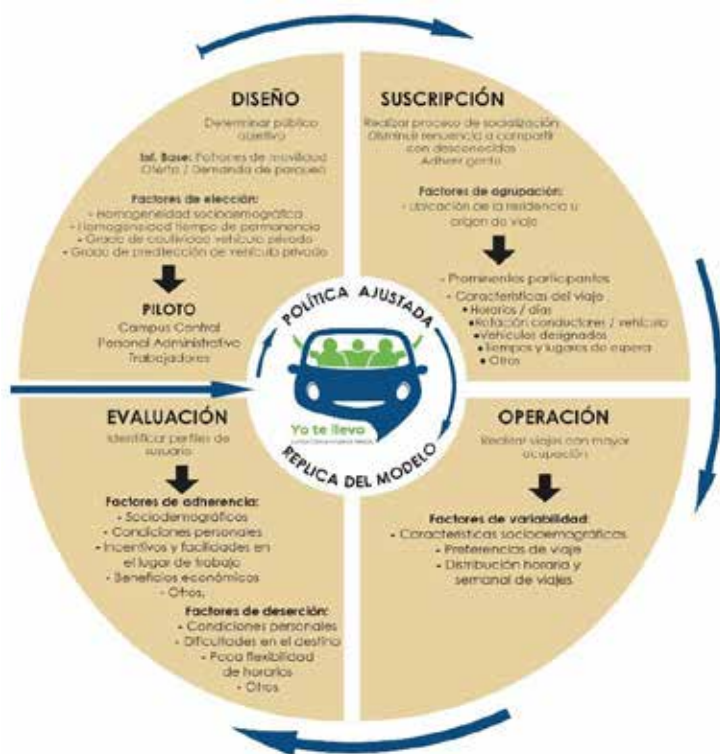 DISEÑO
Determinar público
objetivo
Inf. Base: Patrones de movilidad
Oferta / Demanda de parqueo
Factores de elección:
- Homogeneidad sociodemográfica
- Homogeneidad tiempo de permanencia
- Grado de cautividad vehículo privado
- Grado de predilección de vehículo privado
PILOTO
Campus Central
Personal Administrativo
Trabajadores
SUSCRIPCIÓN
Realizar proceso de socialización
Disminuir renuencia a compartir
con desconocidos
Adherir gente
Factores de agrupación:
- Ubicación de la residencia u
origen de viaje
- Prominentes participantes
- Características del viaje
• Horarios / días
• Rotación conductores / vehículo
• Vehículos designados
• Tiempos y lugares de espera
• Otros
POLÍTICA AJUSTADA
Yo te llevo
REPLICA DEL MODELO
EVALUACIÓN
Identificar perfiles de
usuario
Factores de adherencia:
- Sociodemográficos
- Condiciones personales
- Incentivos y facilidades en
el lugar de trabajo
- Beneficios económicos
- Otros.
Factores de deserción:
- Condiciones personales
- Dificultades en el destino
- Poca flexibilidad
de horarios
- Otros
OPERACIÓN
Realizar viajes con mayor
ocupación
Factores de variabilidad:
- Características sociodemográficas
- Preferencias de viaje
- Distribución horaria y
semanal de viajes